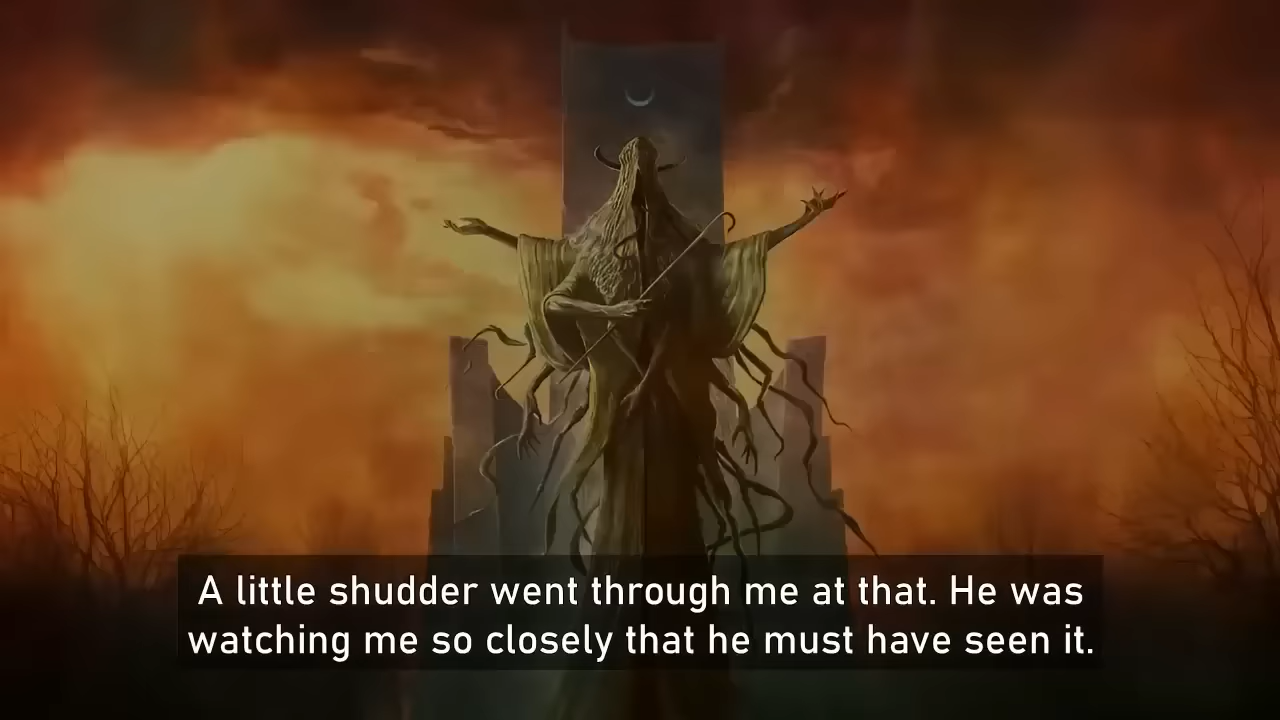 A little shudder went through me at that. He was
watching me so closely that he must have seen it.